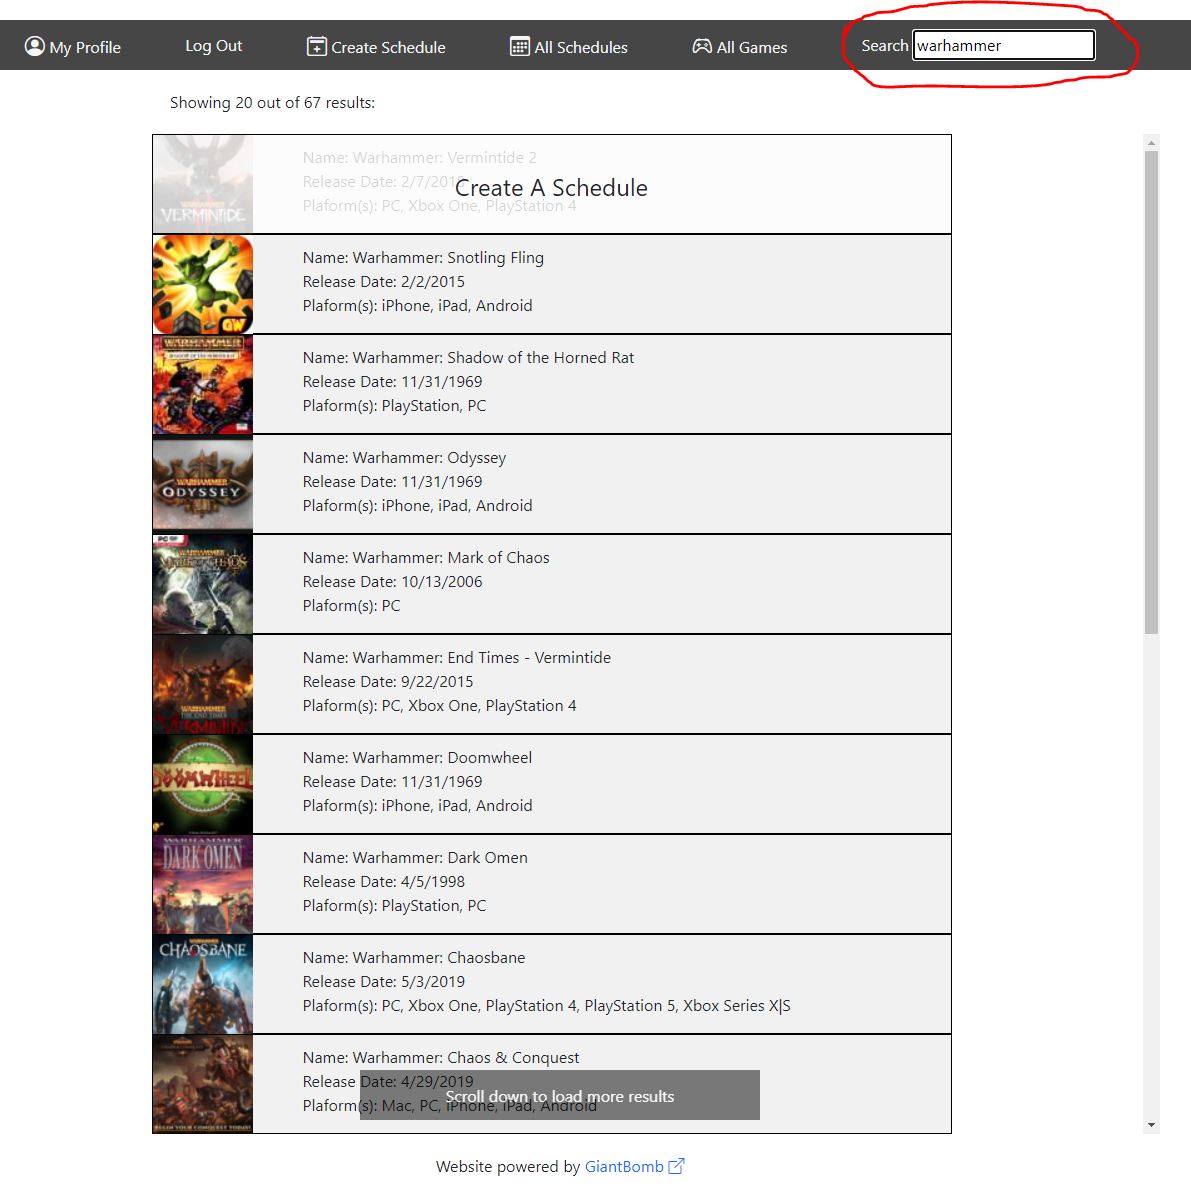 My Profile Log Out Create Schedule All Schedules All Games Search warhammer
Showing 20 out of 67 results:
VERMINTIDE
Name: Warhammer: Vermintide 2
Release Date: 2/7/2018
Create A Schedule
Plaform(s): PC, Xbox One, PlayStation 4
GW
Name: Warhammer: Snotling Fling
Release Date: 2/2/2015
Plaform(s): iPhone, iPad, Android
WARHAMMER
Name: Warhammer: Shadow of the Horned Rat
Release Date: 11/31/1969
Plaform(s): PlayStation, PC
WARHAMMER
ODYSSEY
Name: Warhammer: Odyssey
Release Date: 11/31/1969
Plaform(s): iPhone, iPad, Android
PC
WARHAMMER
MARK OF CHAOS
Name: Warhammer: Mark of Chaos
Release Date: 10/13/2006
Plaform(s): PC
WARHAMMER
THE END TIMES
VERMINTIDE
Name: Warhammer: End Times - Vermintide
Release Date: 9/22/2015
Plaform(s): PC, Xbox One, PlayStation 4
DOOMWHEEL
Name: Warhammer: Doomwheel
Release Date: 11/31/1969
Plaform(s): iPhone, iPad, Android
WARHAMMER
DARK OMEN
Name: Warhammer: Dark Omen
Release Date: 4/5/1998
Plaform(s): PlayStation, PC
WARHAMMER
CHAOSBANE
Name: Warhammer: Chaosbane
Release Date: 5/3/2019
Plaform(s): PC, Xbox One, PlayStation 4, PlayStation 5, Xbox Series X|S
BEGIN YOUR CONQUEST TODAY!
Name: Warhammer: Chaos & Conquest
Release Date: 4/29/2019
Scroll down to load more results
Plaform(s): Mac, PC, iPhone, iPad, Android
Website powered by GiantBomb